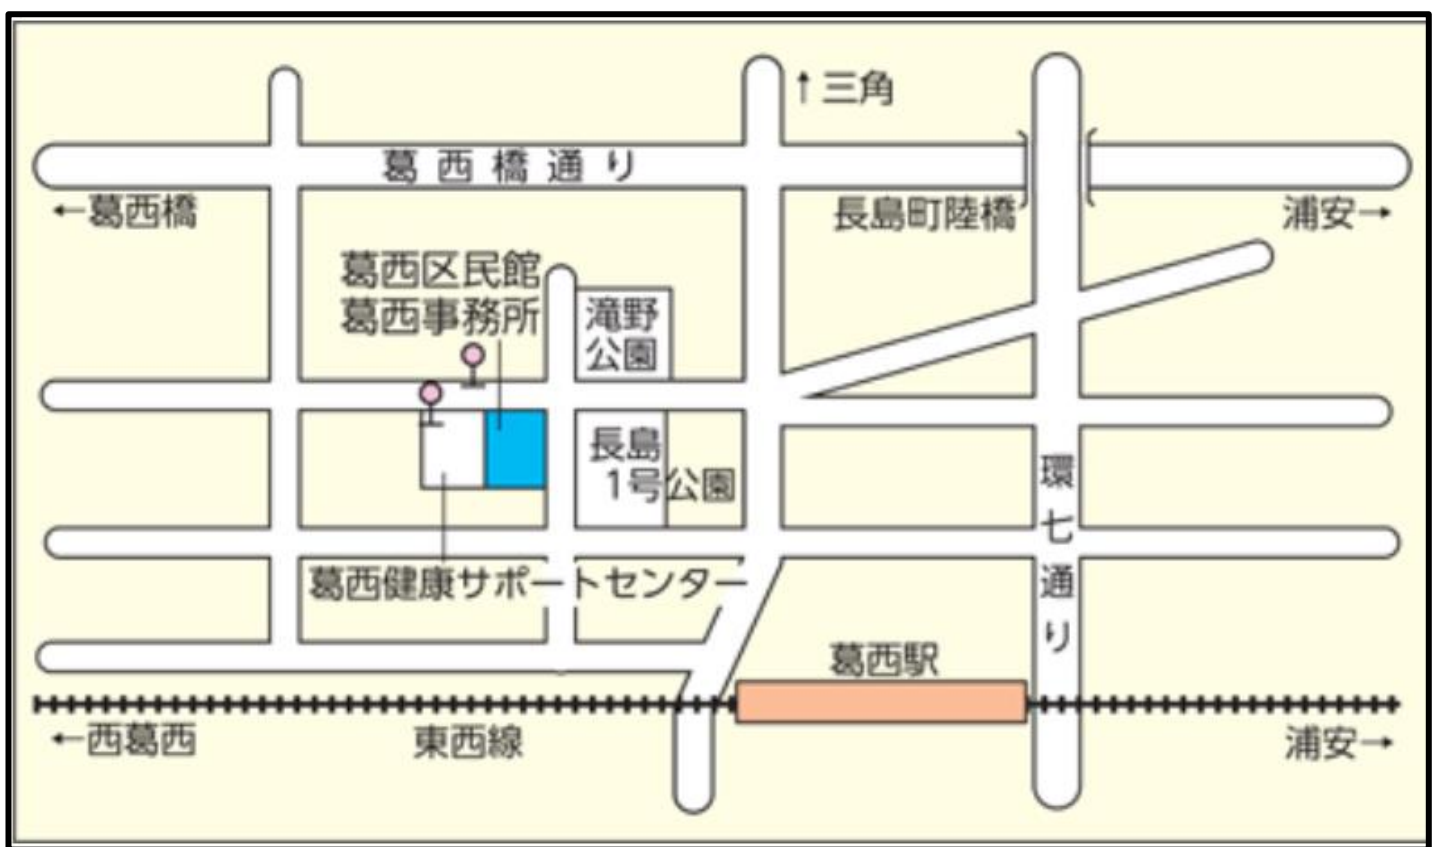 ↑三角
葛西橋通り
←葛西橋
長島町陸橋
浦安→
葛西区民館
葛西事務所
滝野
公園
長島
1号公園
環七通り
葛西健康サポートセンター
葛西駅
←西葛西
東西線
浦安→